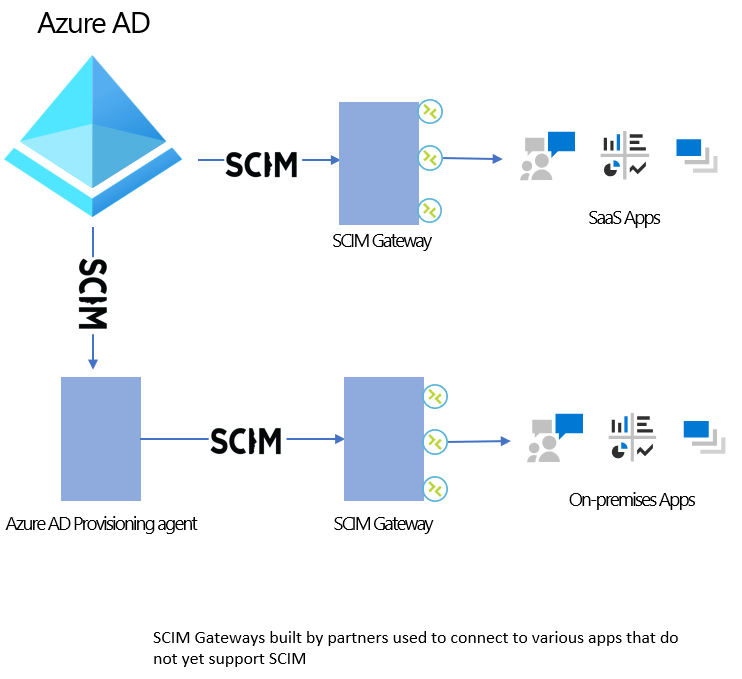 Azure AD
SCIM
SCIM Gateway
SaaS Apps
SCIM
SCIM
Azure AD Provisioning agent
SCIM Gateway
On-premises Apps
SCIM Gateways built by partners used to connect to various apps that do
not yet support SCIM